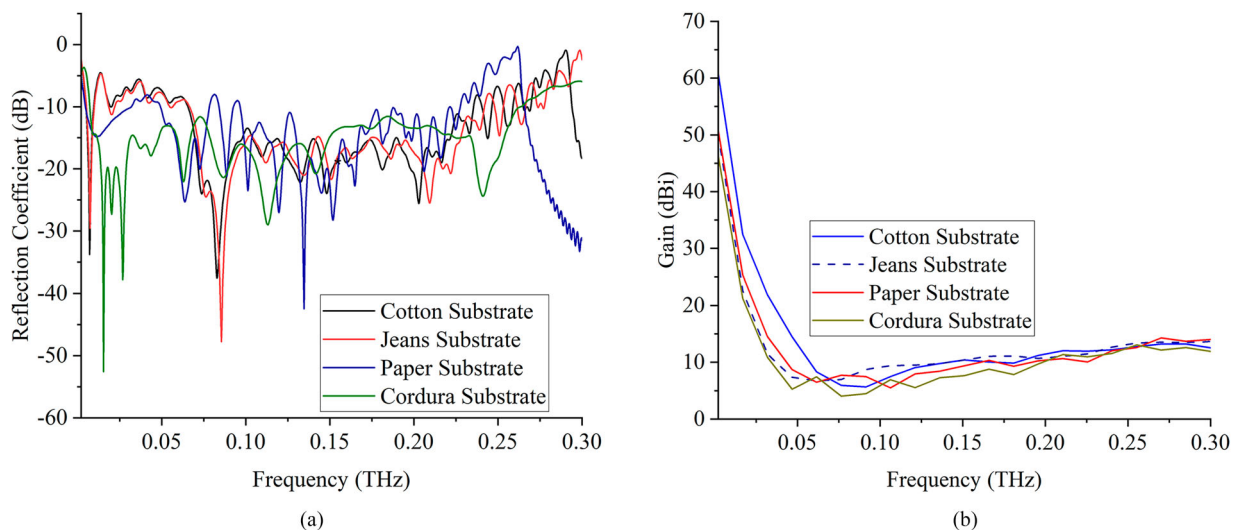 0
-10
-20
-30
-40
-50
-60
0.05
0.10
0.15
0.20
0.25
0.30
Reflection Coefficient (dB)
Frequency (THz)
Cotton Substrate
Jeans Substrate
Paper Substrate
Cordura Substrate
(a)
70
60
50
40
30
20
10
0
0.05
0.10
0.15
0.20
0.25
0.30
Gain (dBi)
Frequency (THz)
Cotton Substrate
Jeans Substrate
Paper Substrate
Cordura Substrate
(b)